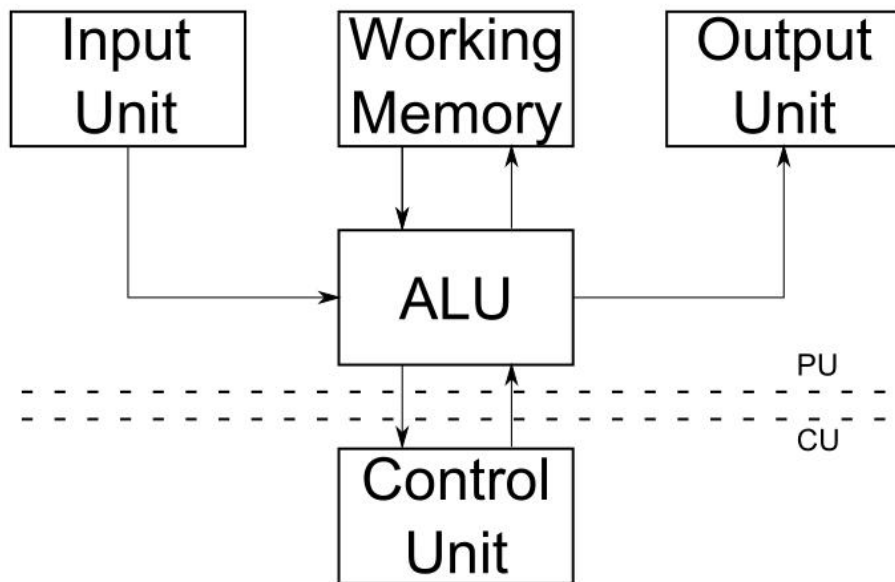 Input
Unit
Working
Memory
Output
Unit
ALU
PU
CU
Control
Unit